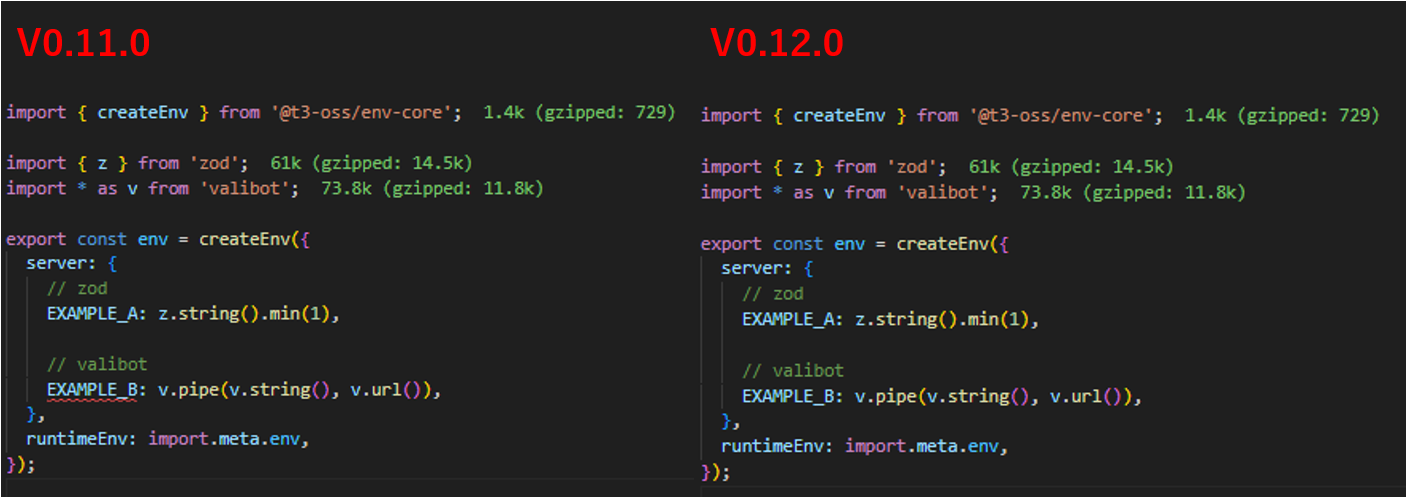 V0.11.0
import { createEnv } from '@t3-oss/env-core'; 1.4k (gzipped: 729)
import { z } from 'zod'; 61k (gzipped: 14.5k)
import * as v from 'valibot'; 73.8k (gzipped: 11.8k)
export const env = createEnv({
server: {
// zod
EXAMPLE_A: z.string().min(1),
// valibot
EXAMPLE_B: v.pipe(v.string(), v.url()),
},
runtimeEnv: import.meta.env,
});
V0.12.0
import { createEnv } from '@t3-oss/env-core'; 1.4k (gzipped: 729)
import { z } from 'zod'; 61k (gzipped: 14.5k)
import * as v from 'valibot'; 73.8k (gzipped: 11.8k)
export const env = createEnv({
server: {
// zod
EXAMPLE_A: z.string().min(1),
// valibot
EXAMPLE_B: v.pipe(v.string(), v.url()),
},
runtimeEnv: import.meta.env,
});